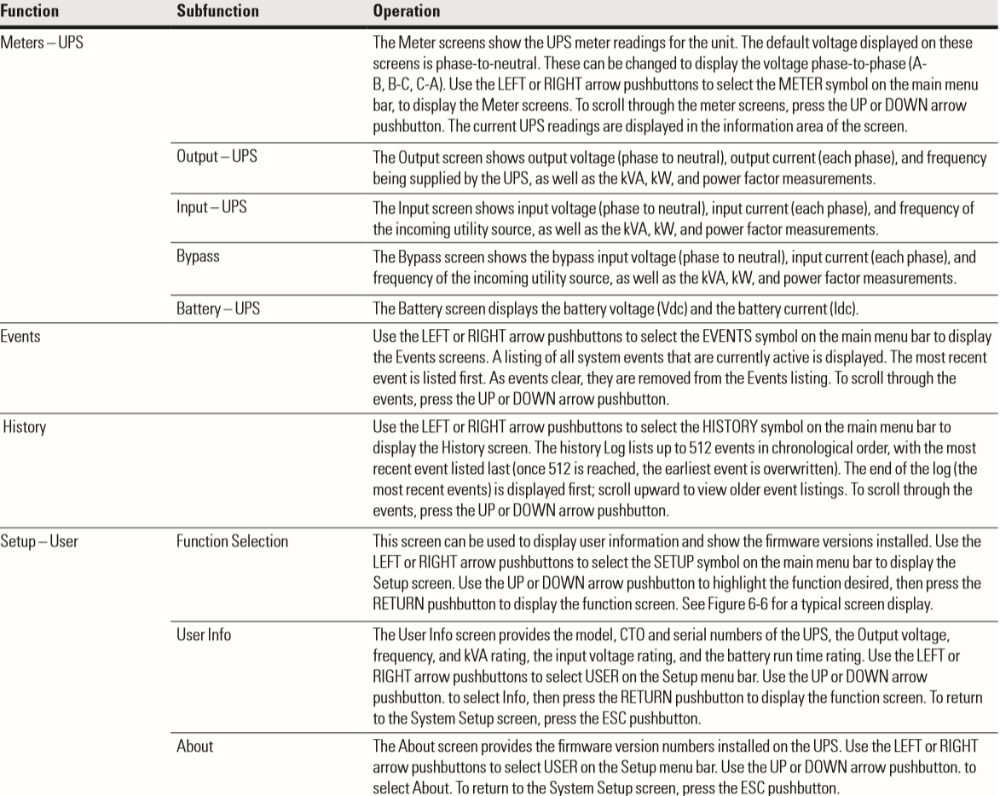 Function Subfunction Operation
Meters – UPS The Meter screens show the UPS meter readings for the unit. The default voltage displayed on these
screens is phase-to-neutral. These can be changed to display the voltage phase-to-phase (A-
B, B-C, C-A). Use the LEFT or RIGHT arrow pushbuttons to select the METER symbol on the main menu
bar, to display the Meter screens. To scroll through the meter screens, press the UP or DOWN arrow
pushbutton. The current UPS readings are displayed in the information area of the screen.
Output – UPS The Output screen shows output voltage (phase to neutral), output current (each phase), and frequency
being supplied by the UPS, as well as the kVA, kW, and power factor measurements.
Input – UPS The Input screen shows input voltage (phase to neutral), input current (each phase), and frequency of
the incoming utility source, as well as the kVA, kW, and power factor measurements.
Bypass The Bypass screen shows the bypass input voltage (phase to neutral), input current (each phase), and
frequency of the incoming utility source, as well as the kVA, kW, and power factor measurements.
Battery – UPS The Battery screen displays the battery voltage (Vdc) and the battery current (Idc).
Events Use the LEFT or RIGHT arrow pushbuttons to select the EVENTS symbol on the main menu bar to display
the Events screens. A listing of all system events that are currently active is displayed. The most recent
event is listed first. As events clear, they are removed from the Events listing. To scroll through the
events, press the UP or DOWN arrow pushbutton.
History Use the LEFT or RIGHT arrow pushbuttons to select the HISTORY symbol on the main menu bar to
display the History screen. The history Log lists up to 512 events in chronological order, with the most
recent event listed last (once 512 is reached, the earliest event is overwritten). The end of the log (the
most recent events) is displayed first; scroll upward to view older event listings. To scroll through the
events, press the UP or DOWN arrow pushbutton.
Setup – User Function Selection This screen can be used to display user information and show the firmware versions installed. Use the
LEFT or RIGHT arrow pushbuttons to select the SETUP symbol on the main menu bar to display the
Setup screen. Use the UP or DOWN arrow pushbutton to highlight the function desired, then press the
RETURN pushbutton to display the function screen. See Figure 6-6 for a typical screen display.
User Info The User Info screen provides the model, CTO and serial numbers of the UPS, the Output voltage,
frequency, and kVA rating, the input voltage rating, and the battery run time rating. Use the LEFT or
RIGHT arrow pushbuttons to select USER on the Setup menu bar. Use the UP or DOWN arrow
pushbutton. to select Info, then press the RETURN pushbutton to display the function screen. To return
to the System Setup screen, press the ESC pushbutton.
About The About screen provides the firmware version numbers installed on the UPS. Use the LEFT or RIGHT
arrow pushbuttons to select USER on the Setup menu bar. Use the UP or DOWN arrow pushbutton. to
select About. To return to the System Setup screen, press the ESC pushbutton.